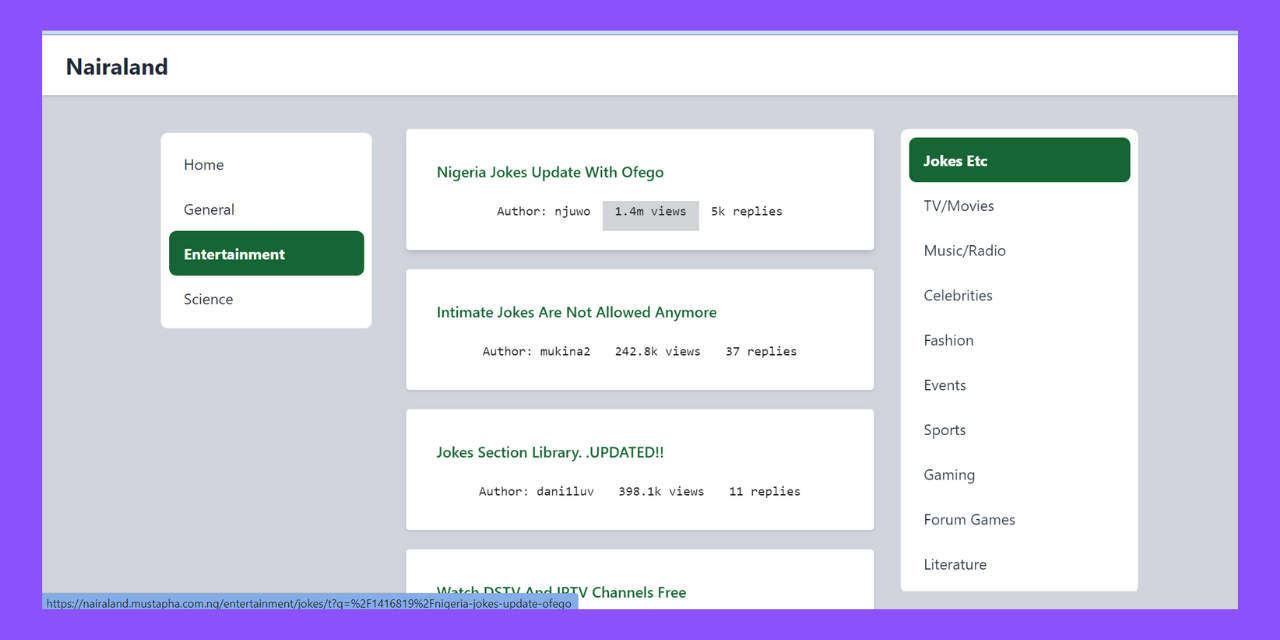 Nairaland
Home
General
Entertainment
Science
Nigeria Jokes Update With Ofego
Author: njuwo 1.4m views 5k replies
Intimate Jokes Are Not Allowed Anymore
Author: mukina2 242.8k views 37 replies
Jokes Section Library. .UPDATED!!
Author: dani1luv 398.1k views 11 replies
Watch DSTV And IPTV Channels Free
Jokes Etc
TV/Movies
Music/Radio
Celebrities
Fashion
Events
Sports
Gaming
Forum Games
Literature
https://nairaland.mustapha.com.ng/entertainment/jokes/t?q=%2F1416819%2Fnigeria-jokes-update-ofego